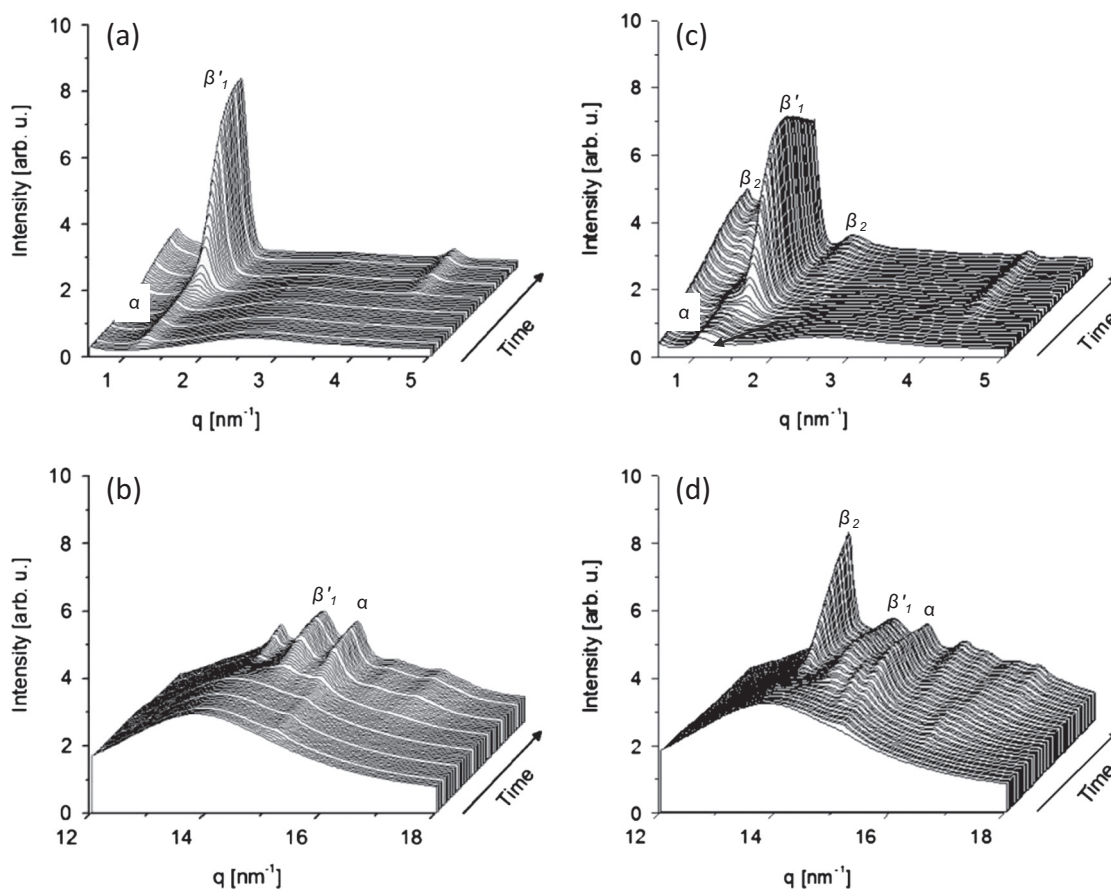 (a)
10
8
6
4
2
0
Intensity [arb. u.]
β'₁
α
1 2 3 4 5
q [nm⁻¹]
Time
(c)
10
8
6
4
2
0
Intensity [arb. u.]
β'₁
β₂
β₂
α
1 2 3 4 5
q [nm⁻¹]
Time
(b)
10
8
6
4
2
0
Intensity [arb. u.]
β'₁
α
12 14 16 18
q [nm⁻¹]
Time
(d)
10
8
6
4
2
0
Intensity [arb. u.]
β₂
β'₁
α
12 14 16 18
q [nm⁻¹]
Time